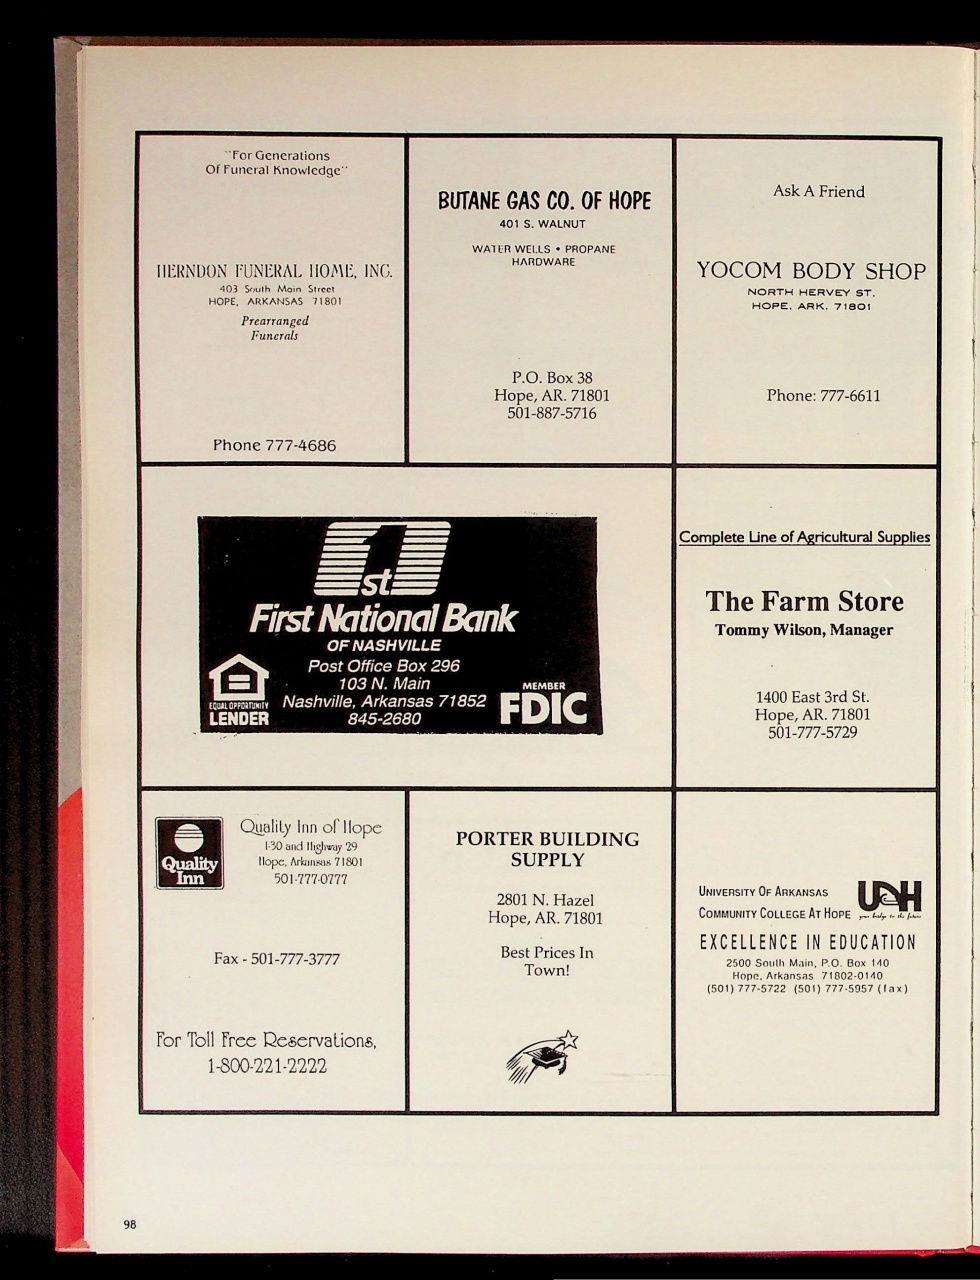 "For Generations
Of Funeral Knowledge"
HERNDON FUNERAL HOME, INC.
403 South Main Street
HOPE, ARKANSAS 71801
Prearranged
Funerals
Phone 777-4686
BUTANE GAS CO. OF HOPE
401 S. WALNUT
WATER WELLS • PROPANE
HARDWARE
P.O. Box 38
Hope, AR. 71801
501-887-5716
Ask A Friend
YOCOM BODY SHOP
NORTH HERVEY ST.
HOPE, ARK. 71801
Phone: 777-6611
1st
First National Bank
OF NASHVILLE
Post Office Box 296
103 N. Main
Nashville, Arkansas 71852
845-2680
EQUAL OPPORTUNITY
LENDER
MEMBER
FDIC
Complete Line of Agricultural Supplies
The Farm Store
Tommy Wilson, Manager
1400 East 3rd St.
Hope, AR. 71801
501-777-5729
Quality
Inn
Quality Inn of Hope
I-30 and Highway 29
Hope, Arkansas 71801
501-777-0777
Fax - 501-777-3777
For Toll Free Reservations,
1-800-221-2222
PORTER BUILDING
SUPPLY
2801 N. Hazel
Hope, AR. 71801
Best Prices In
Town!
UNIVERSITY OF ARKANSAS
COMMUNITY COLLEGE AT HOPE
UACCH
your bridge to the future
EXCELLENCE IN EDUCATION
2500 South Main, P.O. Box 140
Hope, Arkansas 71802-0140
(501) 777-5722 (501) 777-5957 (fax)
98